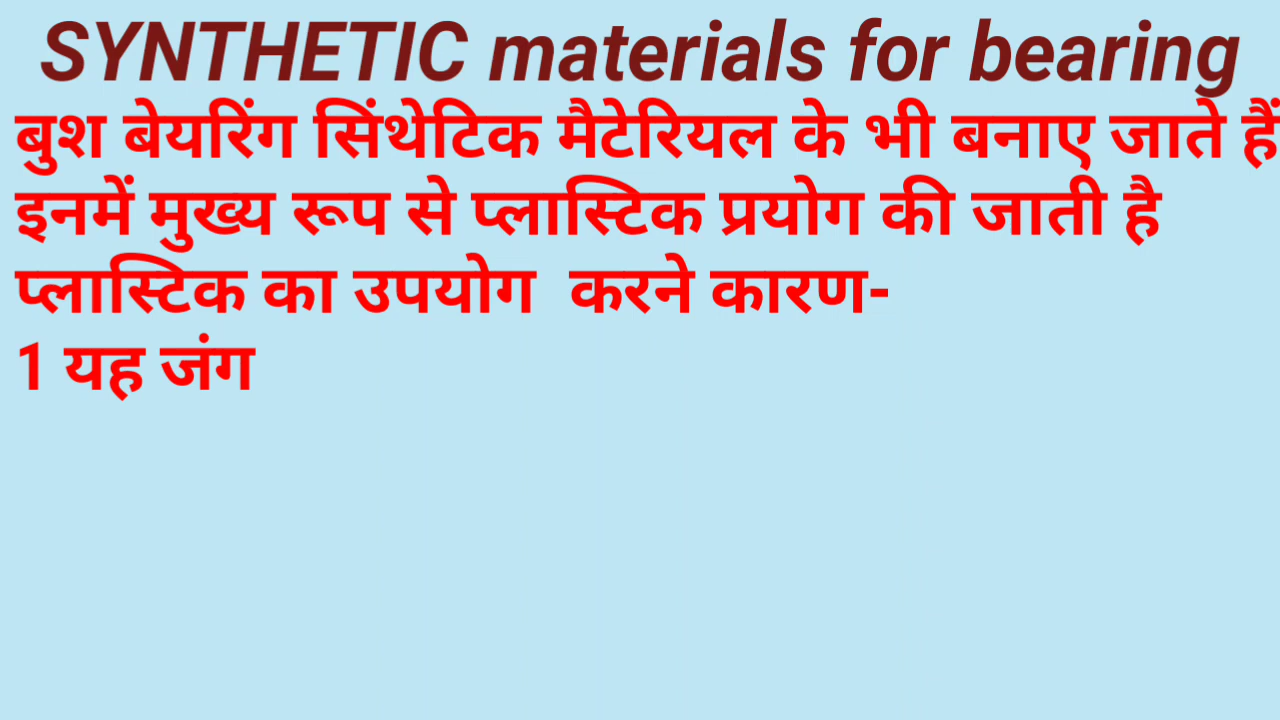 SYNTHETIC materials for bearing
बुश बेयरिंग सिंथेटिक मैटेरियल के भी बनाए जाते हैं
इनमें मुख्य रूप से प्लास्टिक प्रयोग की जाती है
प्लास्टिक का उपयोग करने कारण-
1 यह जंग